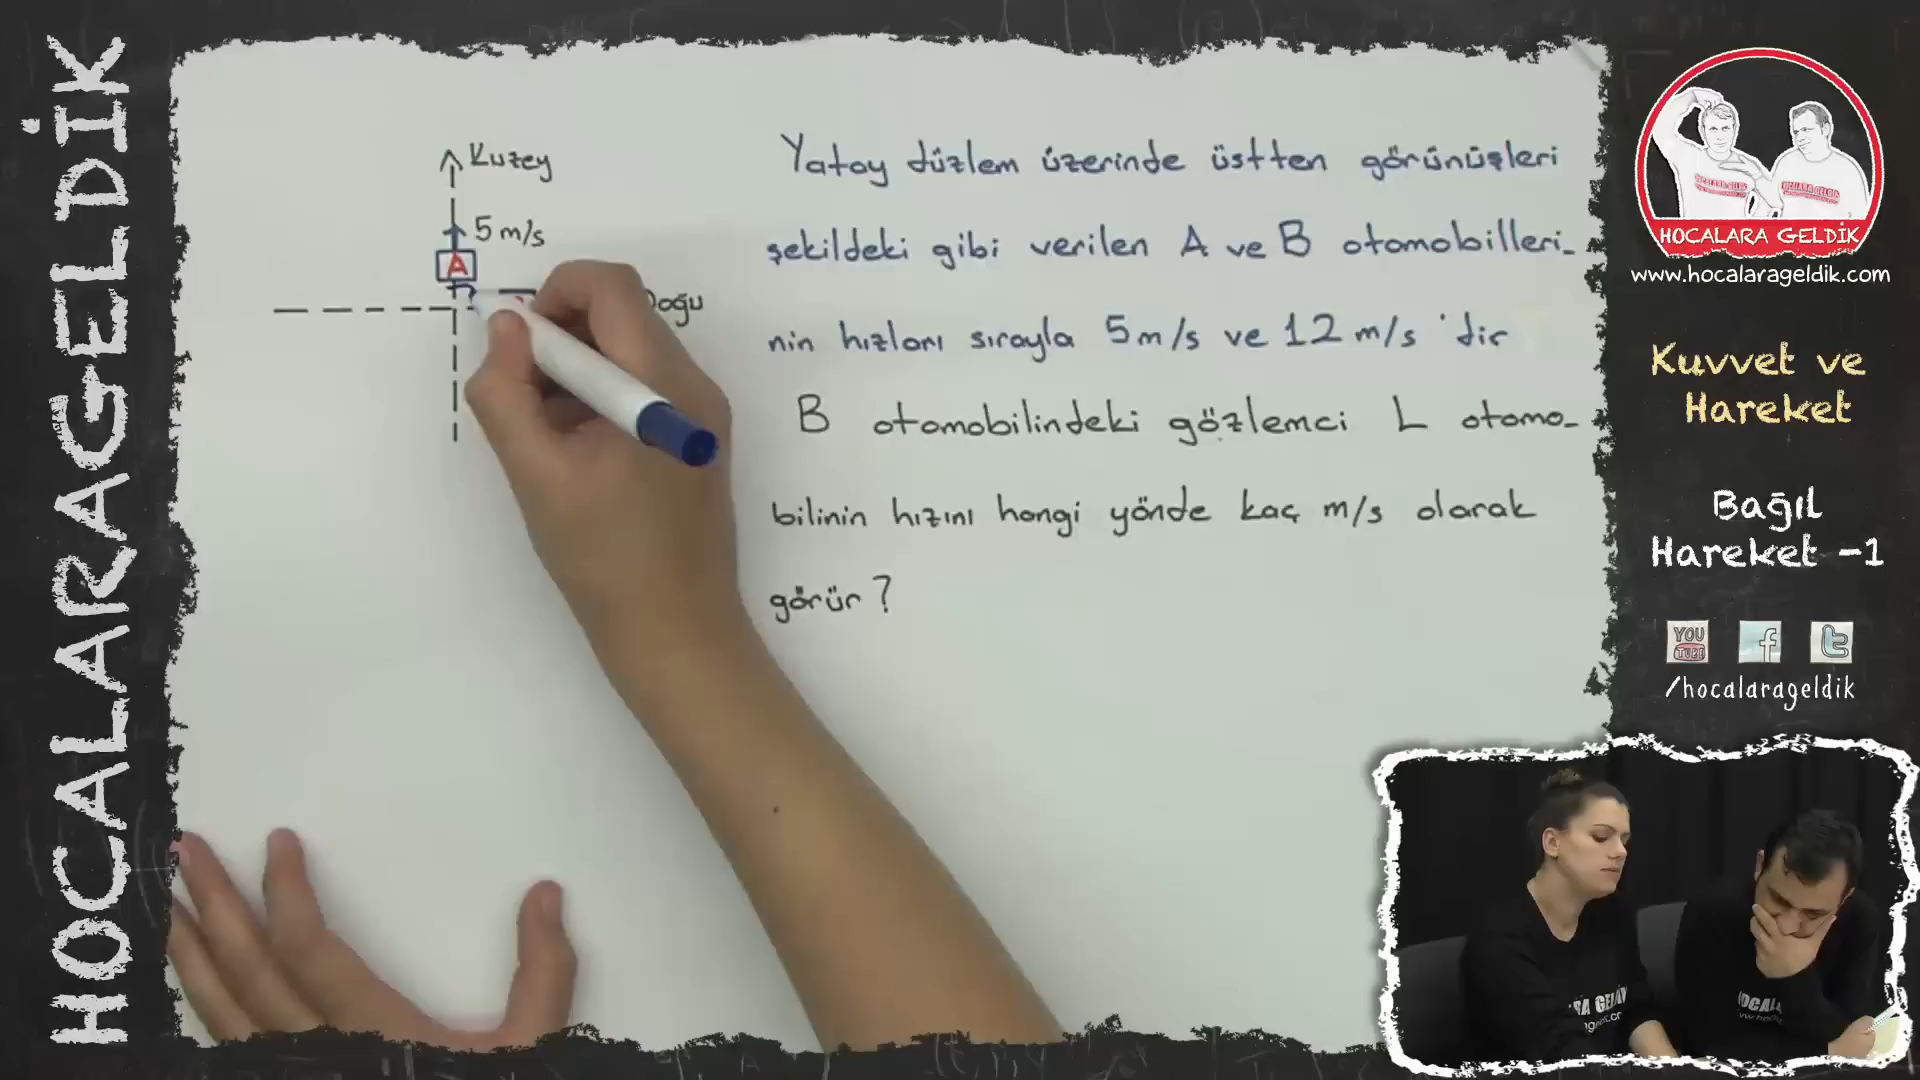 HOCALARAGELDİK
Kuzey
5 m/s
A
Doğu
Yatay düzlem üzerinde üstten görünüşleri
şekildeki gibi verilen A ve B otomobilleri-
nin hızları sırayla 5 m/s ve 12 m/s 'dir
B otomobilindeki gözlemci L otomo-
bilinin hızını hangi yönde kaç m/s olarak
görür ?
HOCALARA GELDİK
www.hocalarageldik.com
Kuvvet ve
Hareket
Bağıl
Hareket -1
YOU
TUBE
f
t
/hocalarageldik